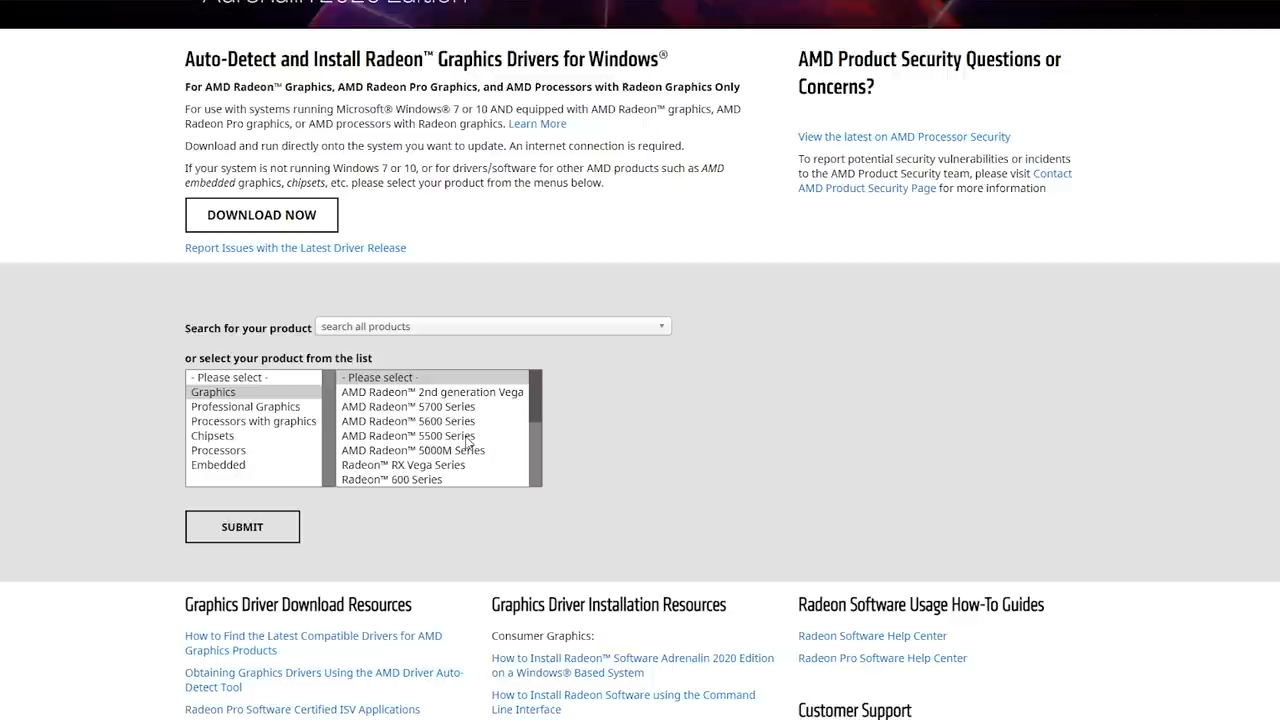 Adrenalin 2020 Edition
Auto-Detect and Install Radeon™ Graphics Drivers for Windows®
For AMD Radeon™ Graphics, AMD Radeon Pro Graphics, and AMD Processors with Radeon Graphics Only
For use with systems running Microsoft® Windows® 7 or 10 AND equipped with AMD Radeon™ graphics, AMD
Radeon Pro graphics, or AMD processors with Radeon graphics. Learn More
Download and run directly onto the system you want to update. An internet connection is required.
If your system is not running Windows 7 or 10, or for drivers/software for other AMD products such as AMD
embedded graphics, chipsets, etc. please select your product from the menus below.
DOWNLOAD NOW
Report Issues with the Latest Driver Release
AMD Product Security Questions or
Concerns?
View the latest on AMD Processor Security
To report potential security vulnerabilities or incidents
to the AMD Product Security team, please visit Contact
AMD Product Security Page for more information
Search for your product search all products
or select your product from the list
- Please select -
Graphics
Professional Graphics
Processors with graphics
Chipsets
Processors
Embedded
- Please select -
AMD Radeon™ 2nd generation Vega
AMD Radeon™ 5700 Series
AMD Radeon™ 5600 Series
AMD Radeon™ 5500 Series
AMD Radeon™ 5000M Series
Radeon™ RX Vega Series
Radeon™ 600 Series
SUBMIT
Graphics Driver Download Resources
How to Find the Latest Compatible Drivers for AMD
Graphics Products
Obtaining Graphics Drivers Using the AMD Driver Auto-
Detect Tool
Radeon Pro Software Certified ISV Applications
Graphics Driver Installation Resources
Consumer Graphics:
How to Install Radeon™ Software Adrenalin 2020 Edition
on a Windows® Based System
How to Install Radeon Software using the Command
Line Interface
Radeon Software Usage How-To Guides
Radeon Software Help Center
Radeon Pro Software Help Center
Customer Support